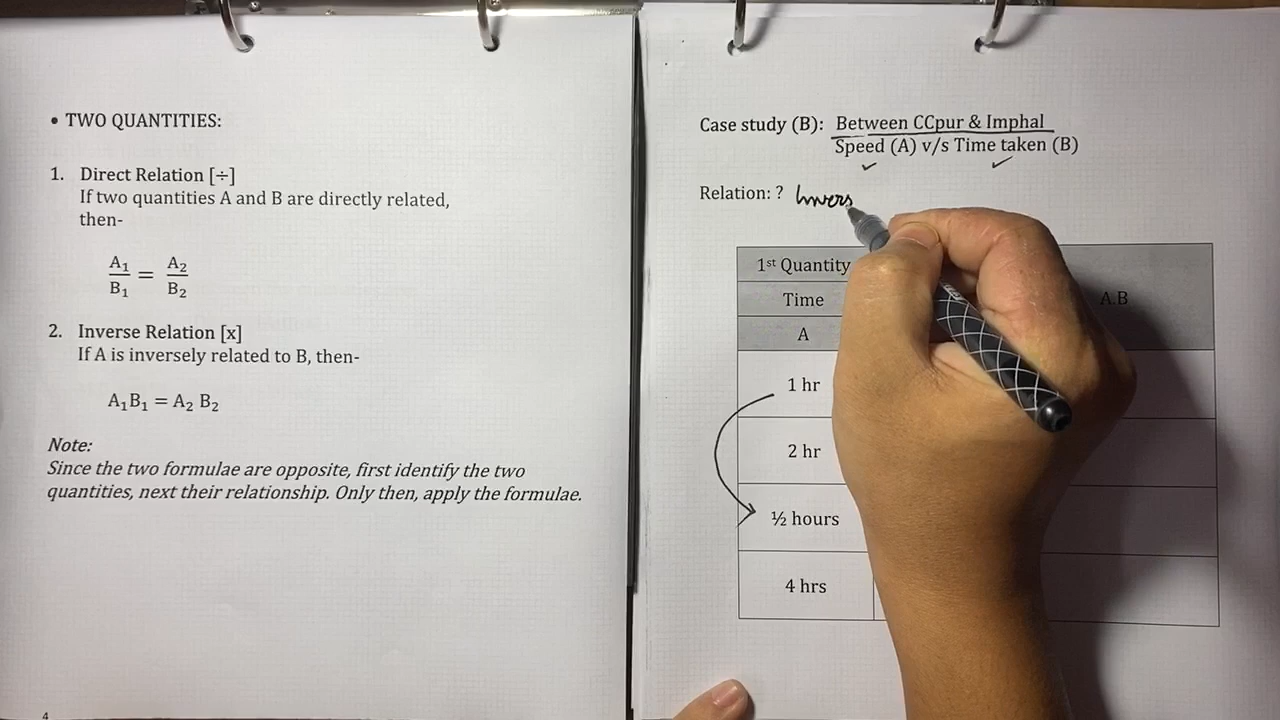 • TWO QUANTITIES:
1. Direct Relation [÷]
If two quantities A and B are directly related,
then-
A₁/B₁ = A₂/B₂
2. Inverse Relation [x]
If A is inversely related to B, then-
A₁B₁ = A₂ B₂
Note:
Since the two formulae are opposite, first identify the two
quantities, next their relationship. Only then, apply the formulae.
4
Case study (B): Between CCpur & Imphal
Speed (A) v/s Time taken (B)
Relation: ? Invers
1st Quantity
Time
A.B
A
1 hr
2 hr
½ hours
4 hrs